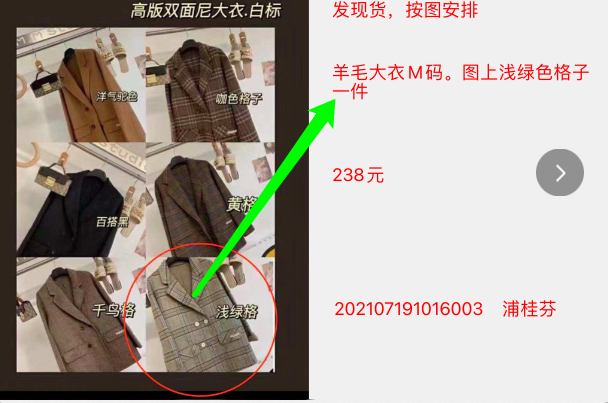 高版双面尼大衣.白标
洋气驼色
咖色格子
百搭黑
黄格
千鸟格
浅绿格
发现货，按图安排
羊毛大衣M码。图上浅绿色格子
一件
238元
202107191016003 浦桂芬